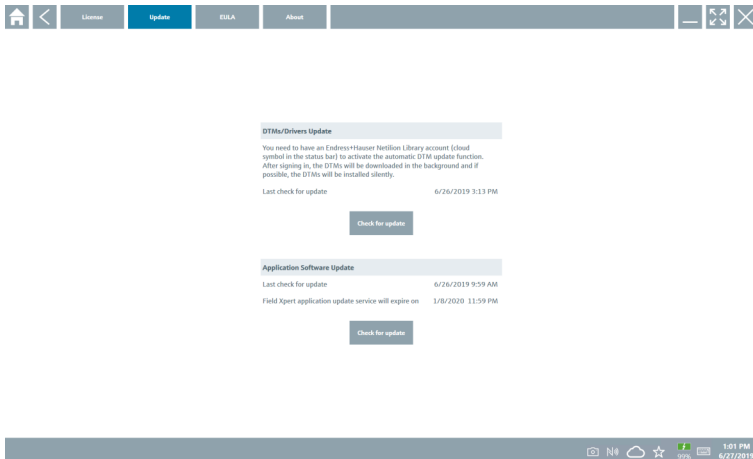 License Update EULA About
DTMs/Drivers Update
You need to have an Endress+Hauser Netilion Library account (cloud
symbol in the status bar) to activate the automatic DTM update function.
After signing in, the DTMs will be downloaded in the background and if
possible, the DTMs will be installed silently.
Last check for update 6/26/2019 3:13 PM
Check for update
Application Software Update
Last check for update 6/26/2019 9:59 AM
Field Xpert application update service will expire on 1/8/2020 11:59 PM
Check for update
1:01 PM
99% 6/27/2019